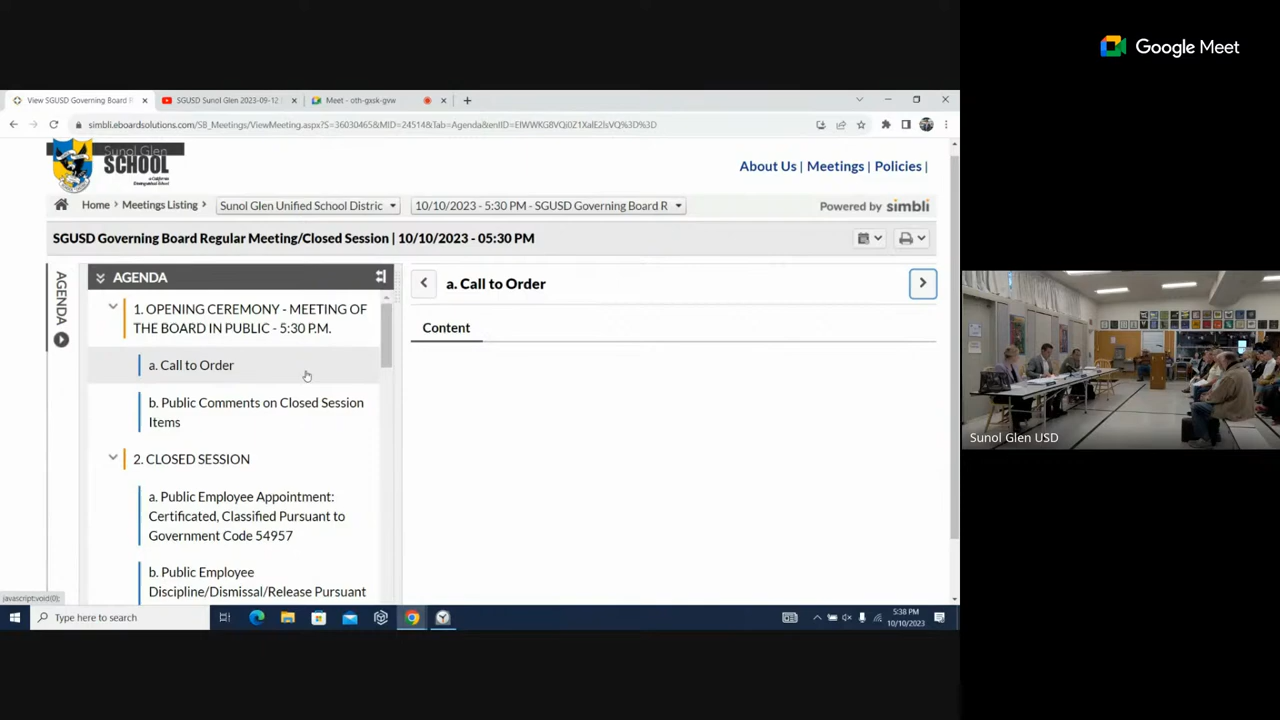 Google Meet
View SGUSD Governing Board R
SGUSD Sunol Glen 2023-09-12
Meet - oth-gxsk-gvw
simbli.eboardsolutions.com/SB_Meetings/ViewMeeting.aspx?S=36030465&MID=24514&Tab=Agenda&enIID=ElWWKG8VQi0Z1XalE2lsVQ%3D%3D
Sunol Glen
SCHOOL
About Us | Meetings | Policies |
Home Meetings Listing Sunol Glen Unified School Distric 10/10/2023 - 5:30 PM - SGUSD Governing Board R Powered by simbli
SGUSD Governing Board Regular Meeting/Closed Session | 10/10/2023 - 05:30 PM
AGENDA
AGENDA
a. Call to Order
1. OPENING CEREMONY - MEETING OF
THE BOARD IN PUBLIC - 5:30 P.M.
Content
a. Call to Order
b. Public Comments on Closed Session
Items
2. CLOSED SESSION
a. Public Employee Appointment:
Certificated, Classified Pursuant to
Government Code 54957
b. Public Employee
Discipline/Dismissal/Release Pursuant
javascript:void(0);
Type here to search
5:38 PM
10/10/2023
Sunol Glen USD